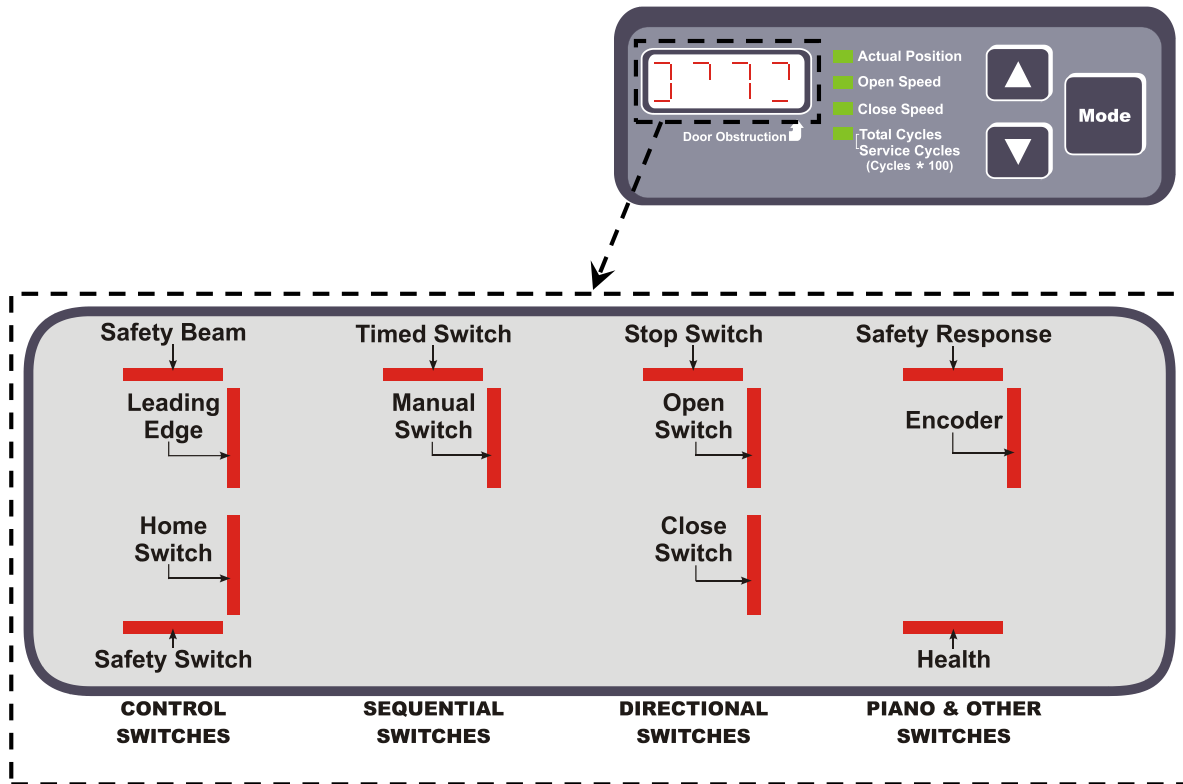 Actual Position
Open Speed
Close Speed
Total Cycles
Service Cycles
(Cycles * 100)
Door Obstruction
Mode
Safety Beam
Timed Switch
Stop Switch
Safety Response
Leading
Edge
Manual
Switch
Open
Switch
Encoder
Home
Switch
Close
Switch
Safety Switch
Health
CONTROL
SWITCHES
SEQUENTIAL
SWITCHES
DIRECTIONAL
SWITCHES
PIANO & OTHER
SWITCHES